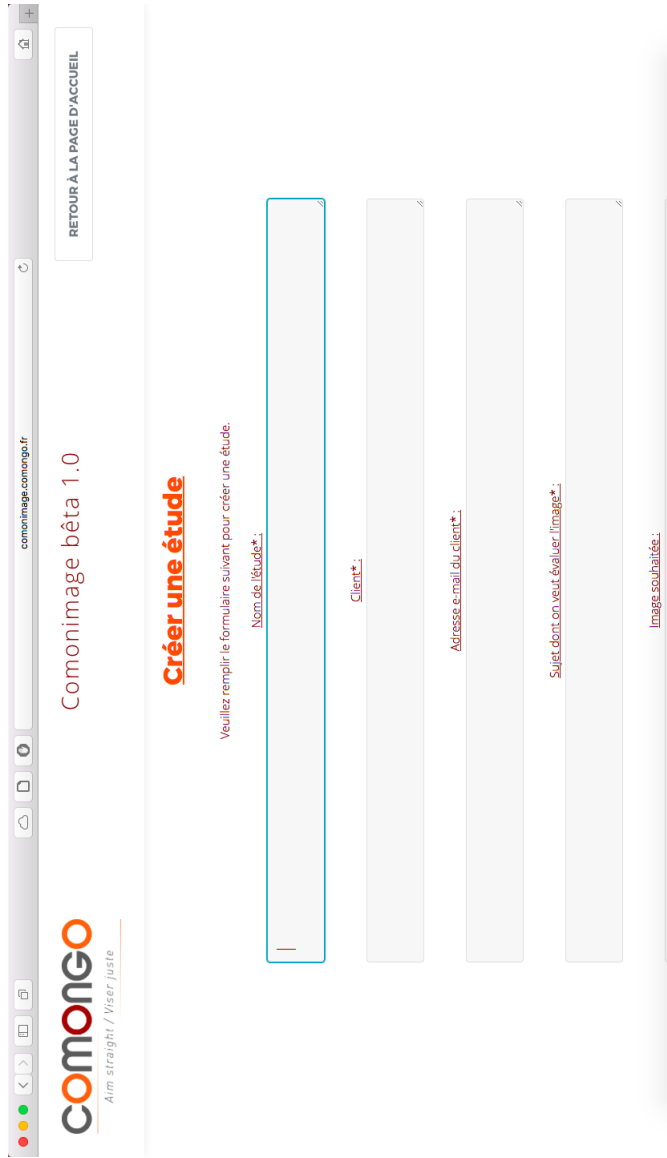 comonimage.comongo.fr
comongo
Aim straight / Viser juste
Comonimage bêta 1.0
RETOUR À LA PAGE D'ACCUEIL
Créer une étude
Veuillez remplir le formulaire suivant pour créer une étude.
Nom de l'étude* :
Client* :
Adresse e-mail du client* :
Sujet dont on veut évaluer l'image* :
Image souhaitée :